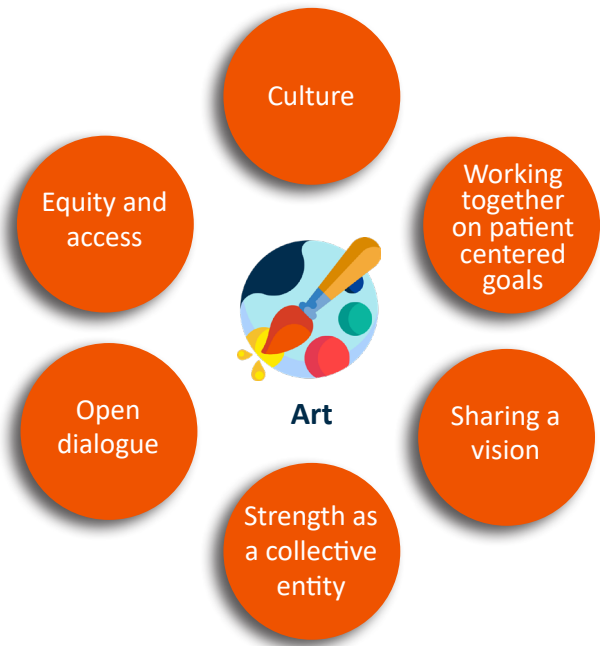 Culture
Working
together
on patient
centered
goals
Sharing a
vision
Strength as
a collective
entity
Open
dialogue
Equity and
access
Art